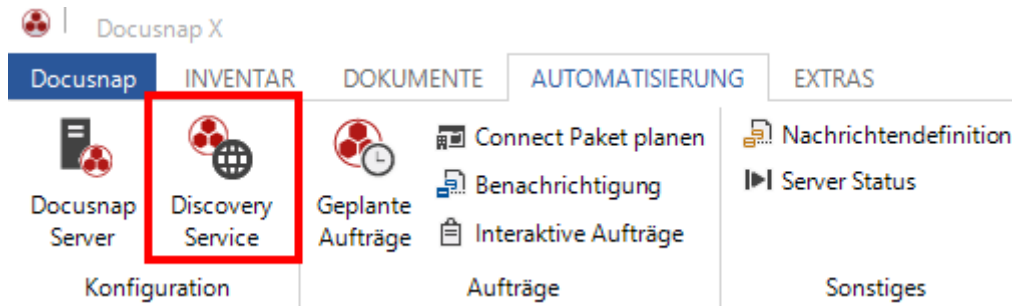 Docusnap X
Docusnap INVENTAR DOKUMENTE AUTOMATISIERUNG EXTRAS
Docusnap Server
Discovery Service
Geplante Aufträge
Connect Paket planen
Benachrichtigung
Interaktive Aufträge
Nachrichtendefinition
Server Status
Konfiguration Aufträge Sonstiges